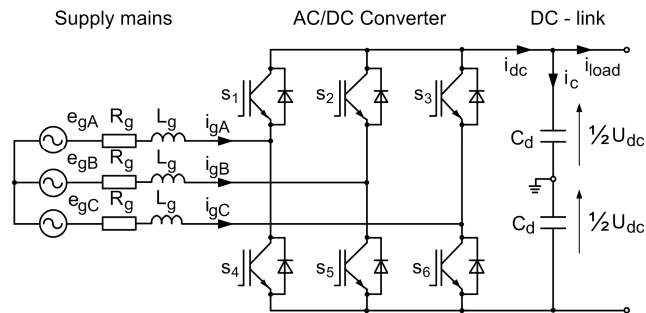 Supply mains AC/DC Converter DC - link
i_dc i_load
i_c
s_1 s_2 s_3
e_gA R_g L_g i_gA
C_d ½U_dc
e_gB R_g L_g i_gB
e_gC R_g L_g i_gC
C_d ½U_dc
s_4 s_5 s_6